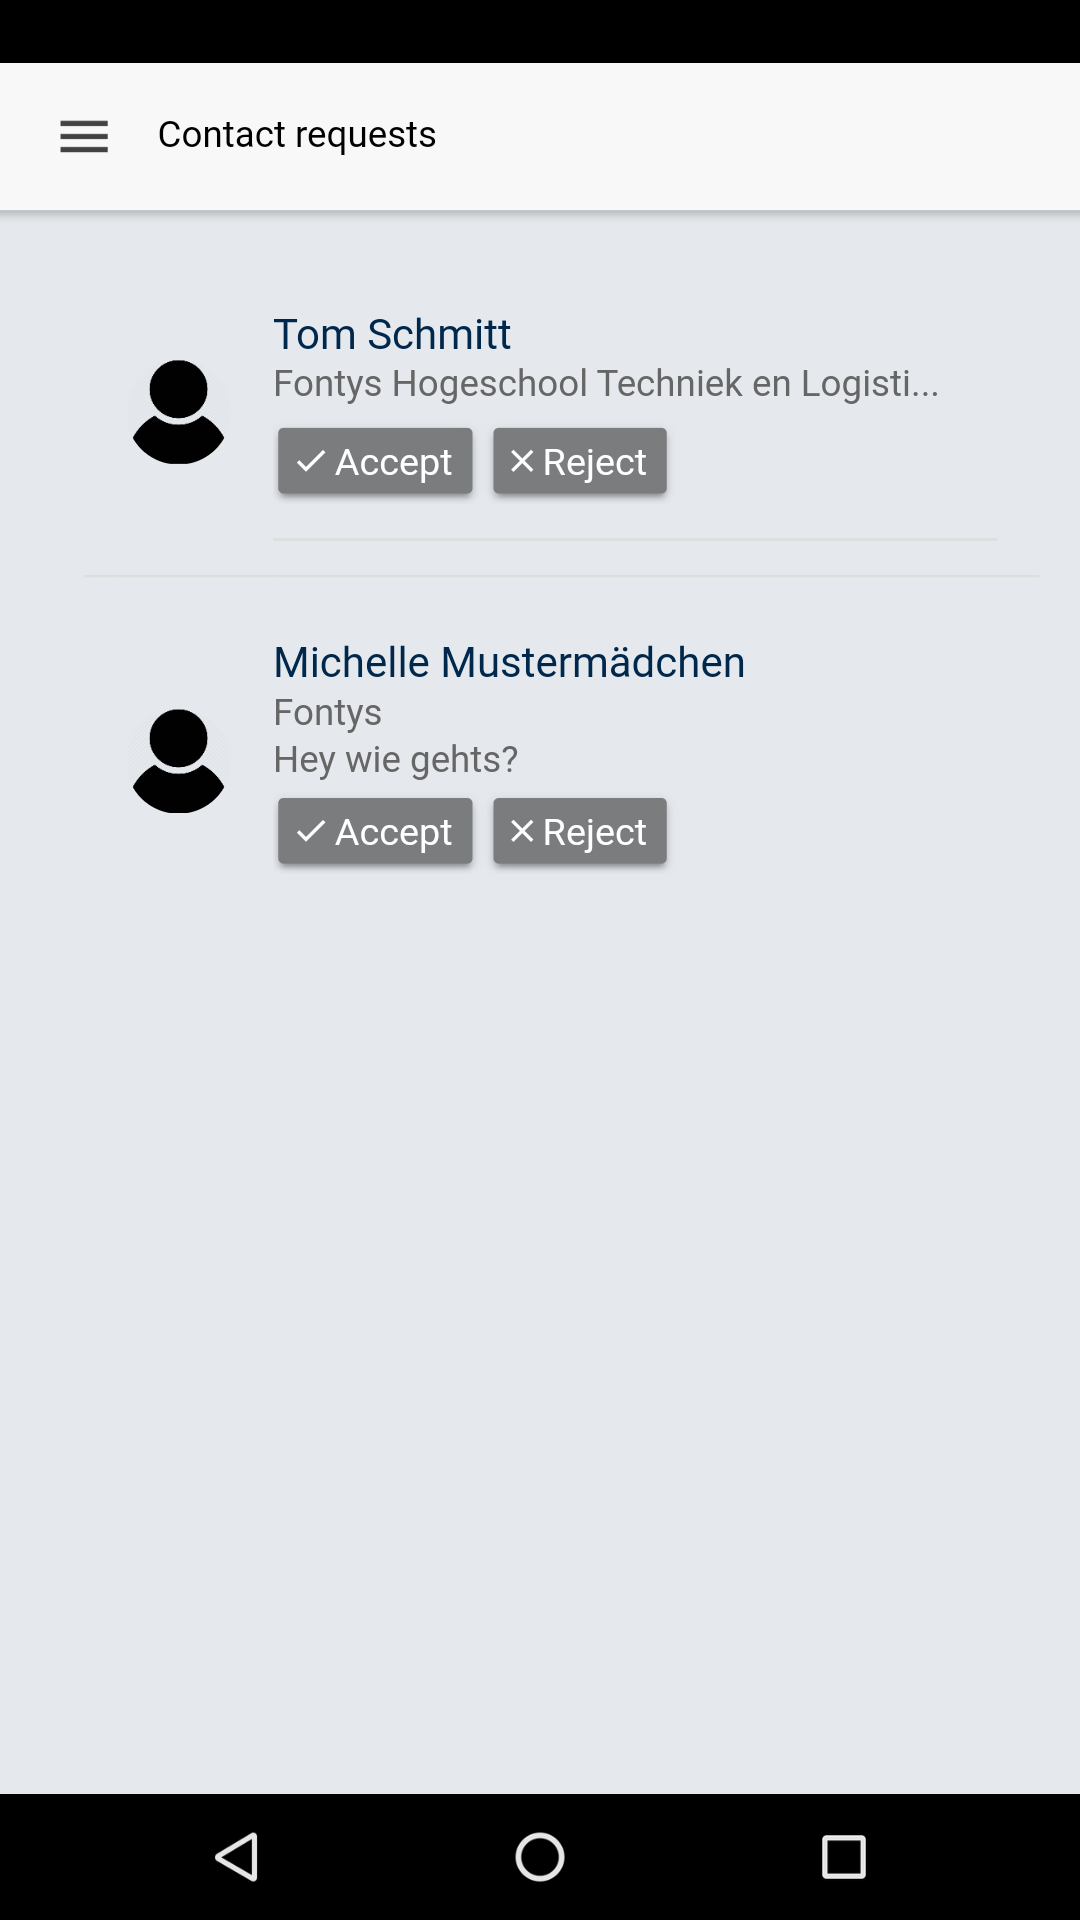 Contact requests
Tom Schmitt
Fontys Hogeschool Techniek en Logisti...
Accept Reject
Michelle Mustermädchen
Fontys
Hey wie gehts?
Accept Reject